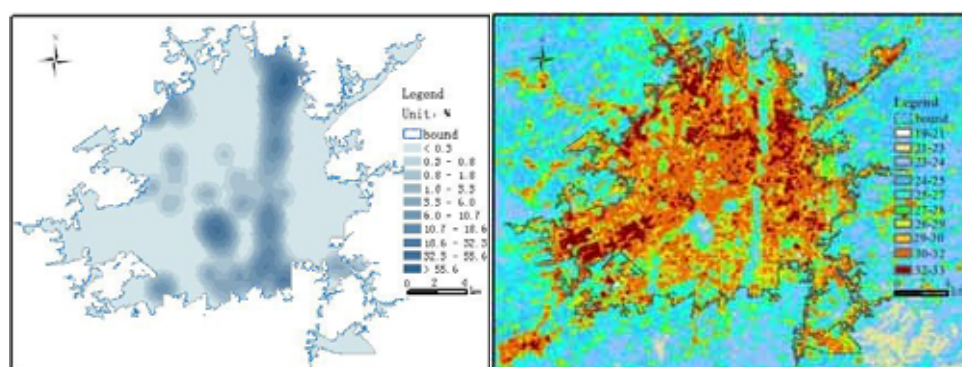 Legend
Unit: %
bound
< 0.3
0.3 - 0.8
0.8 - 1.8
1.8 - 3.3
3.3 - 6.0
6.0 - 10.7
10.7 - 18.6
18.6 - 32.3
32.3 - 55.6
> 55.6
0 2 4
km
Legend
bound
19-21
21-23
23-24
24-25
28-29
29-30
30-32
32-33